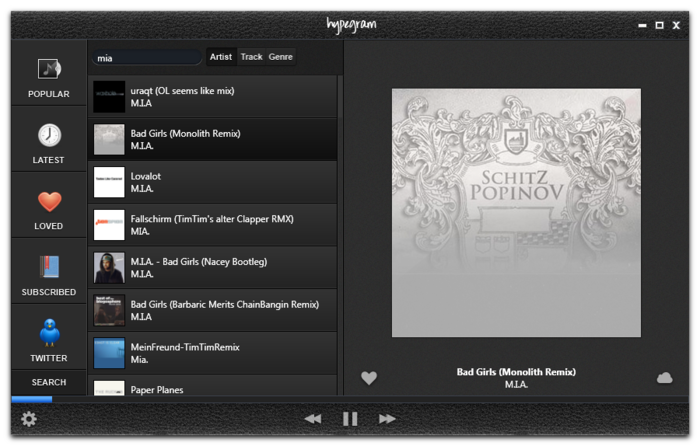 hypegram
POPULAR
LATEST
LOVED
SUBSCRIBED
TWITTER
SEARCH
mia
Artist Track Genre
uraqt (OL seems like mix)
M.I.A
Bad Girls (Monolith Remix)
M.I.A.
Lovalot
M.I.A.
Fallschirm (TimTim's alter Clapper RMX)
MIA.
M.I.A. - Bad Girls (Nacey Bootleg)
M.I.A.
Bad Girls (Barbaric Merits ChainBangin Remix)
M.I.A
MeinFreund-TimTimRemix
Mia.
Paper Planes
SCHITZ
POPINOV
Bad Girls (Monolith Remix)
M.I.A.